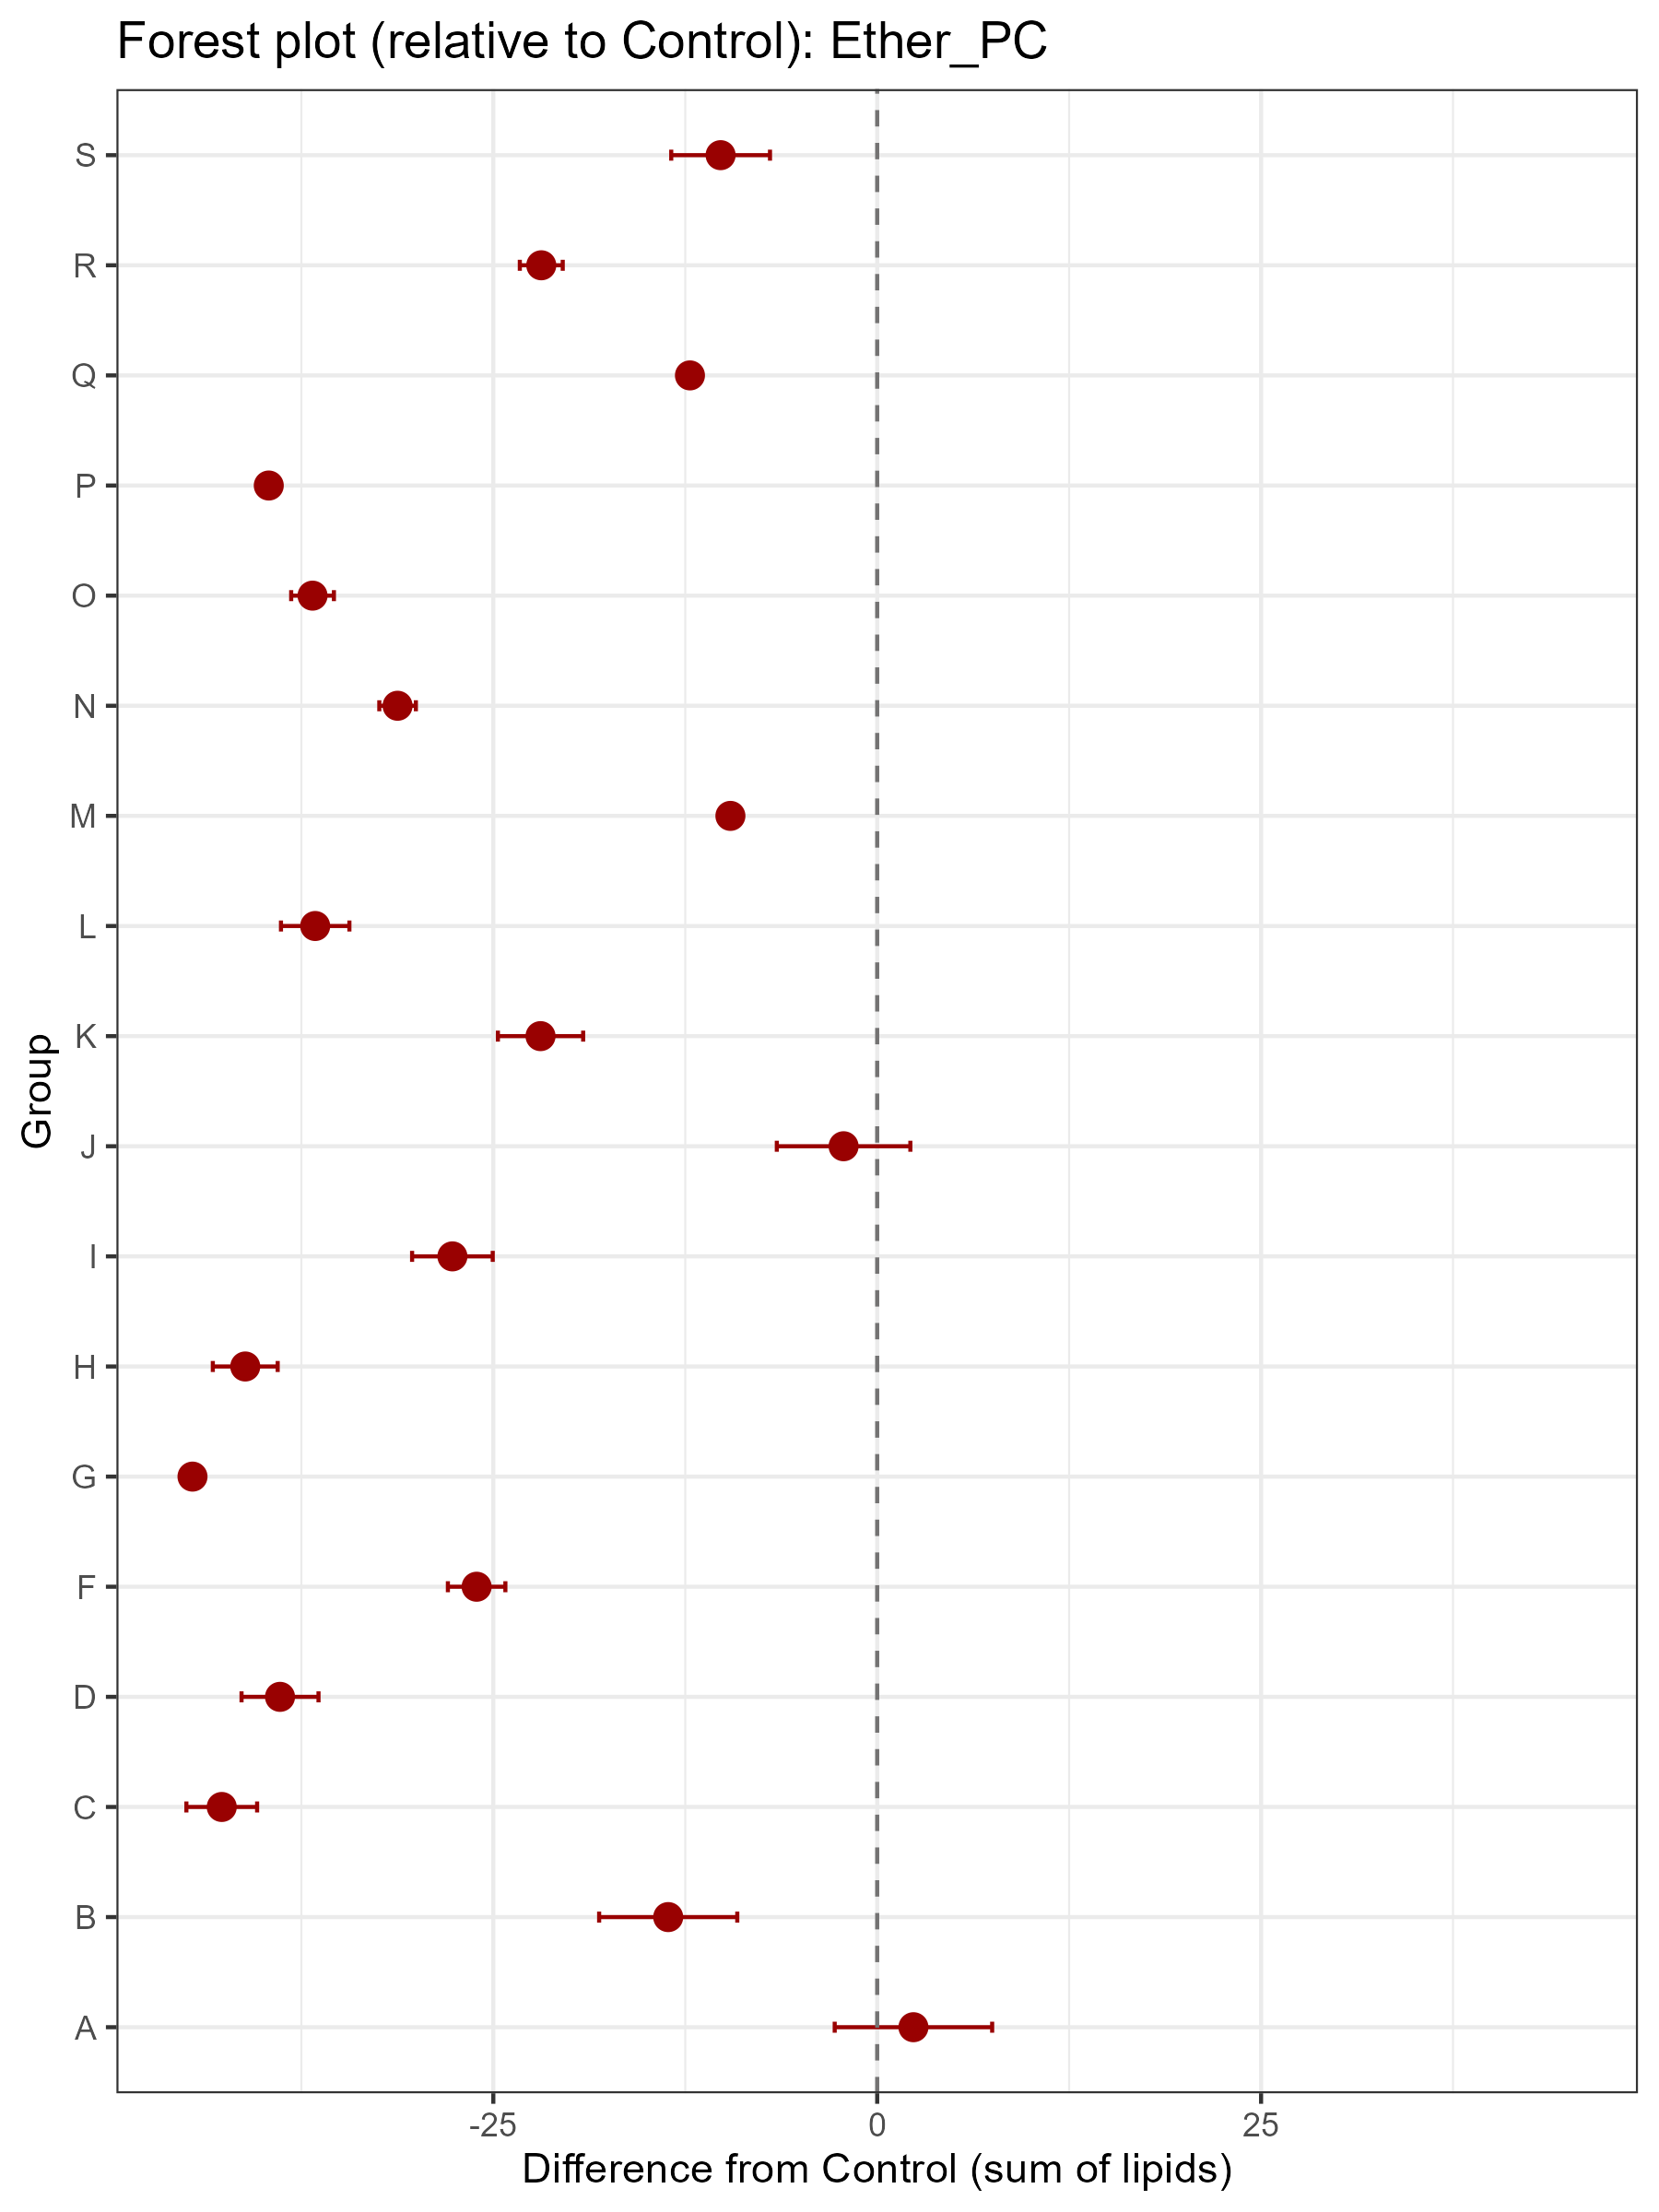 Forest plot (relative to Control): Ether_PC
S
R
Q
P
O
N
M
L
K
J
I
H
G
F
D
C
B
A
Group
-25
0
25
Difference from Control (sum of lipids)